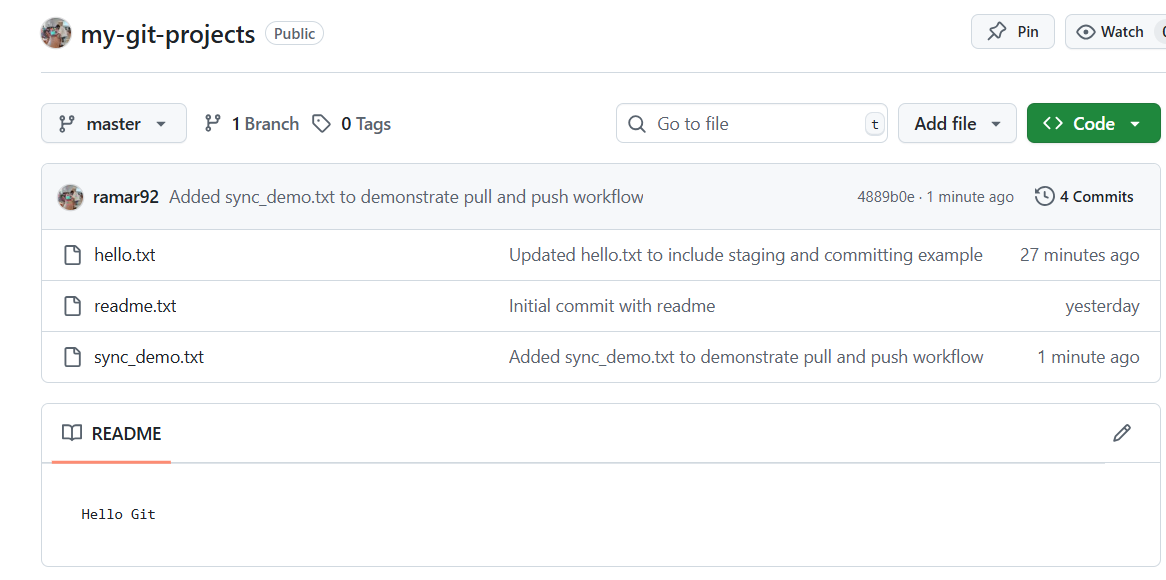 my-git-projects Public Pin Watch
master 1 Branch 0 Tags Go to file t Add file Code
ramar92 Added sync_demo.txt to demonstrate pull and push workflow 4889b0e · 1 minute ago 4 Commits
hello.txt Updated hello.txt to include staging and committing example 27 minutes ago
readme.txt Initial commit with readme yesterday
sync_demo.txt Added sync_demo.txt to demonstrate pull and push workflow 1 minute ago
README
Hello Git